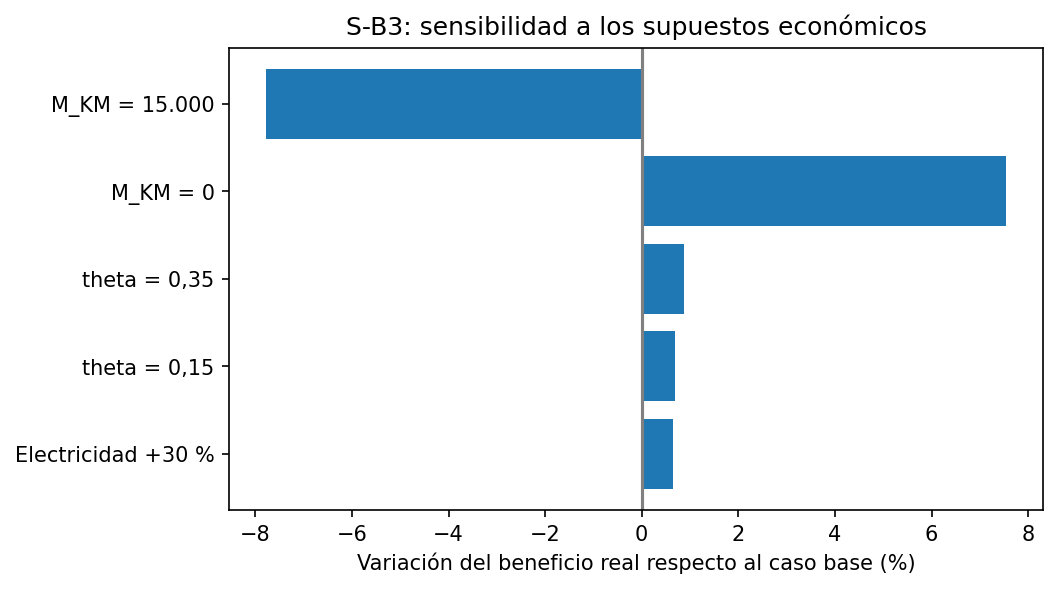 S-B3: sensibilidad a los supuestos económicos
M_KM = 15.000
M_KM = 0
theta = 0,35
theta = 0,15
Electricidad +30 %
−8 −6 −4 −2 0 2 4 6 8
Variación del beneficio real respecto al caso base (%)